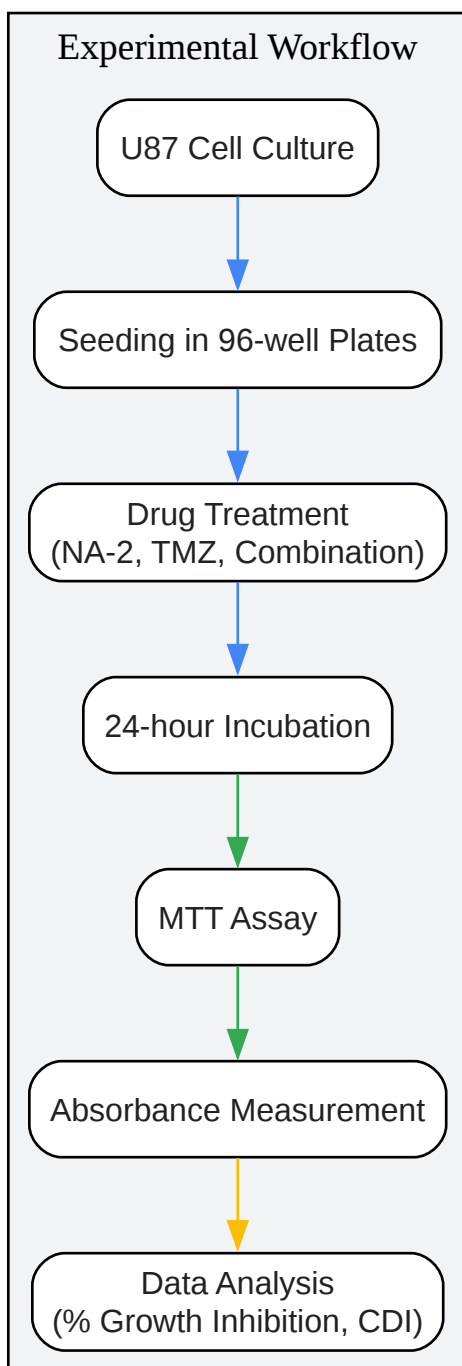 Experimental Workflow
U87 Cell Culture
Seeding in 96-well Plates
Drug Treatment
(NA-2, TMZ, Combination)
24-hour Incubation
MTT Assay
Absorbance Measurement
Data Analysis
(% Growth Inhibition, CDI)